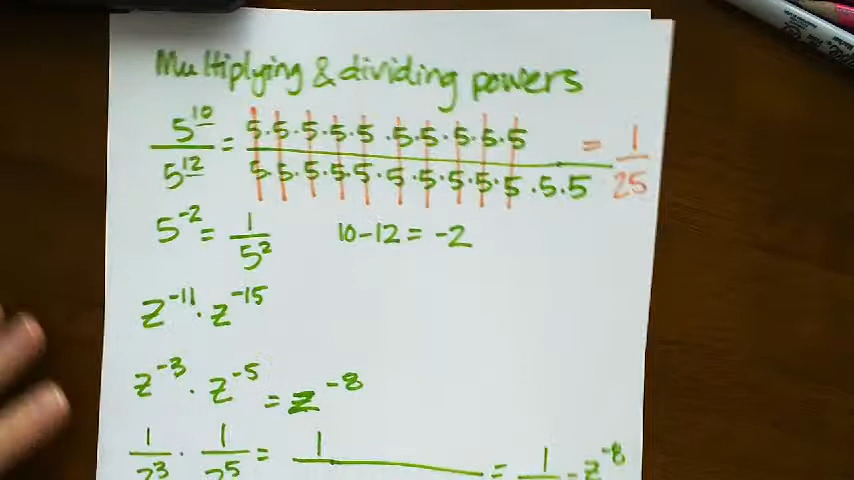 Multiplying & dividing powers
5^10/5^12 = 5·5·5·5·5·5·5·5·5·5/5·5·5·5·5·5·5·5·5·5·5·5 = 1/25
5^-2 = 1/5^2 10-12 = -2
z^-11 · z^-15
z^-3 · z^-5 = z^-8
1/z^3 · 1/z^5 = 1 = 1 = z^-8